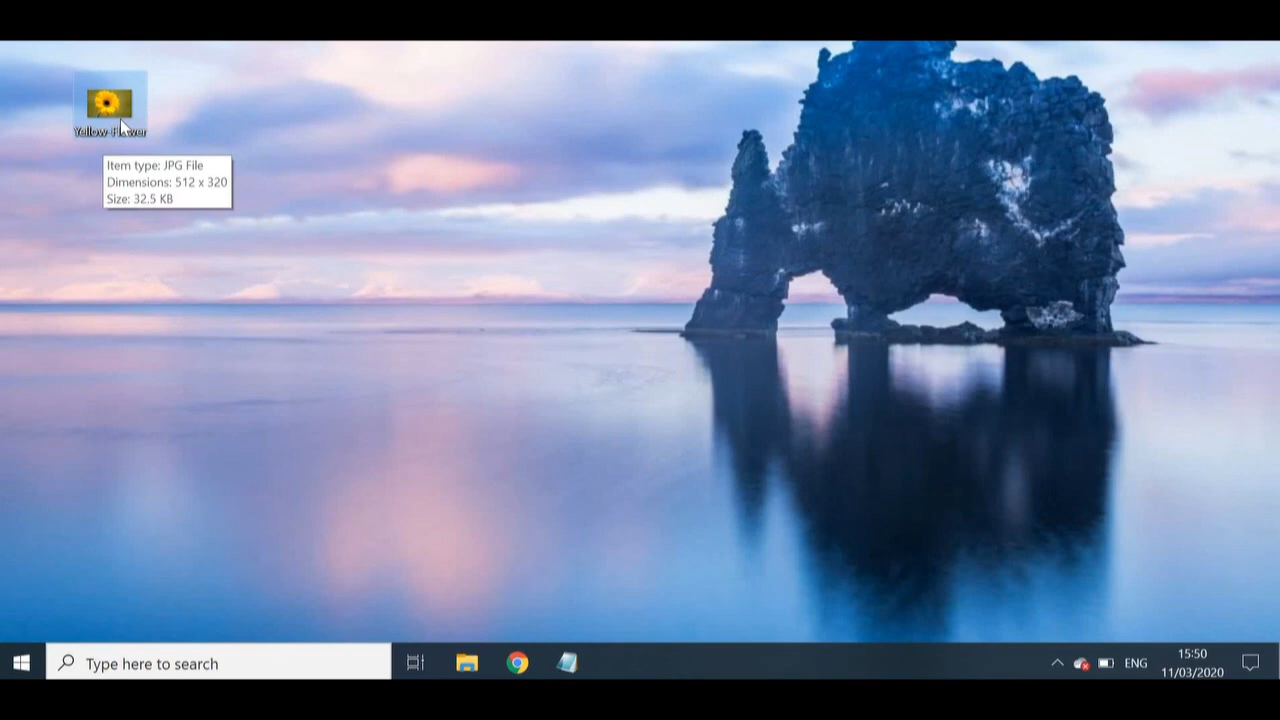 Yellow-Flower
Item type: JPG File
Dimensions: 512 x 320
Size: 32.5 KB
Type here to search
ENG
15:50
11/03/2020